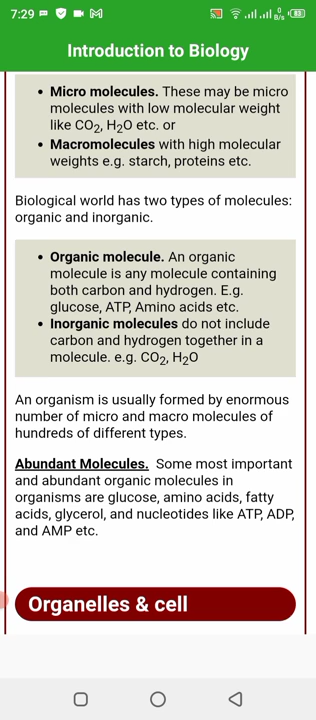 7:29
0
B/s
83
Introduction to Biology
• Micro molecules. These may be micro
molecules with low molecular weight
like CO₂, H₂O etc. or
• Macromolecules with high molecular
weights e.g. starch, proteins etc.
Biological world has two types of molecules:
organic and inorganic.
• Organic molecule. An organic
molecule is any molecule containing
both carbon and hydrogen. E.g.
glucose, ATP, Amino acids etc.
• Inorganic molecules do not include
carbon and hydrogen together in a
molecule. e.g. CO₂, H₂O
An organism is usually formed by enormous
number of micro and macro molecules of
hundreds of different types.
Abundant Molecules. Some most important
and abundant organic molecules in
organisms are glucose, amino acids, fatty
acids, glycerol, and nucleotides like ATP, ADP,
and AMP etc.
Organelles & cell